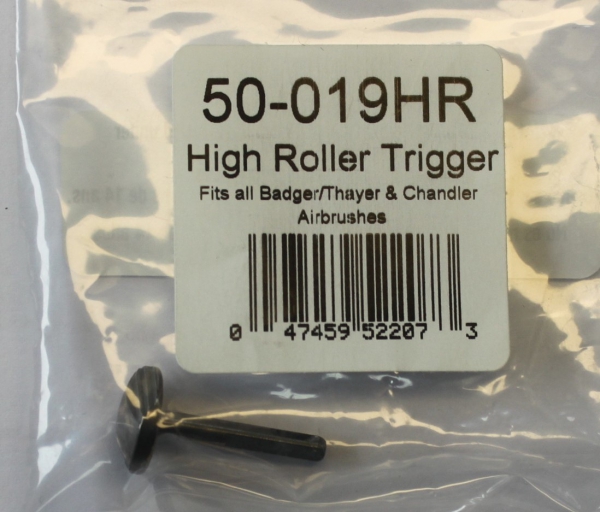 50-019HR
High Roller Trigger
Fits all Badger/Thayer & Chandler
Airbrushes
0 47459 52207 3